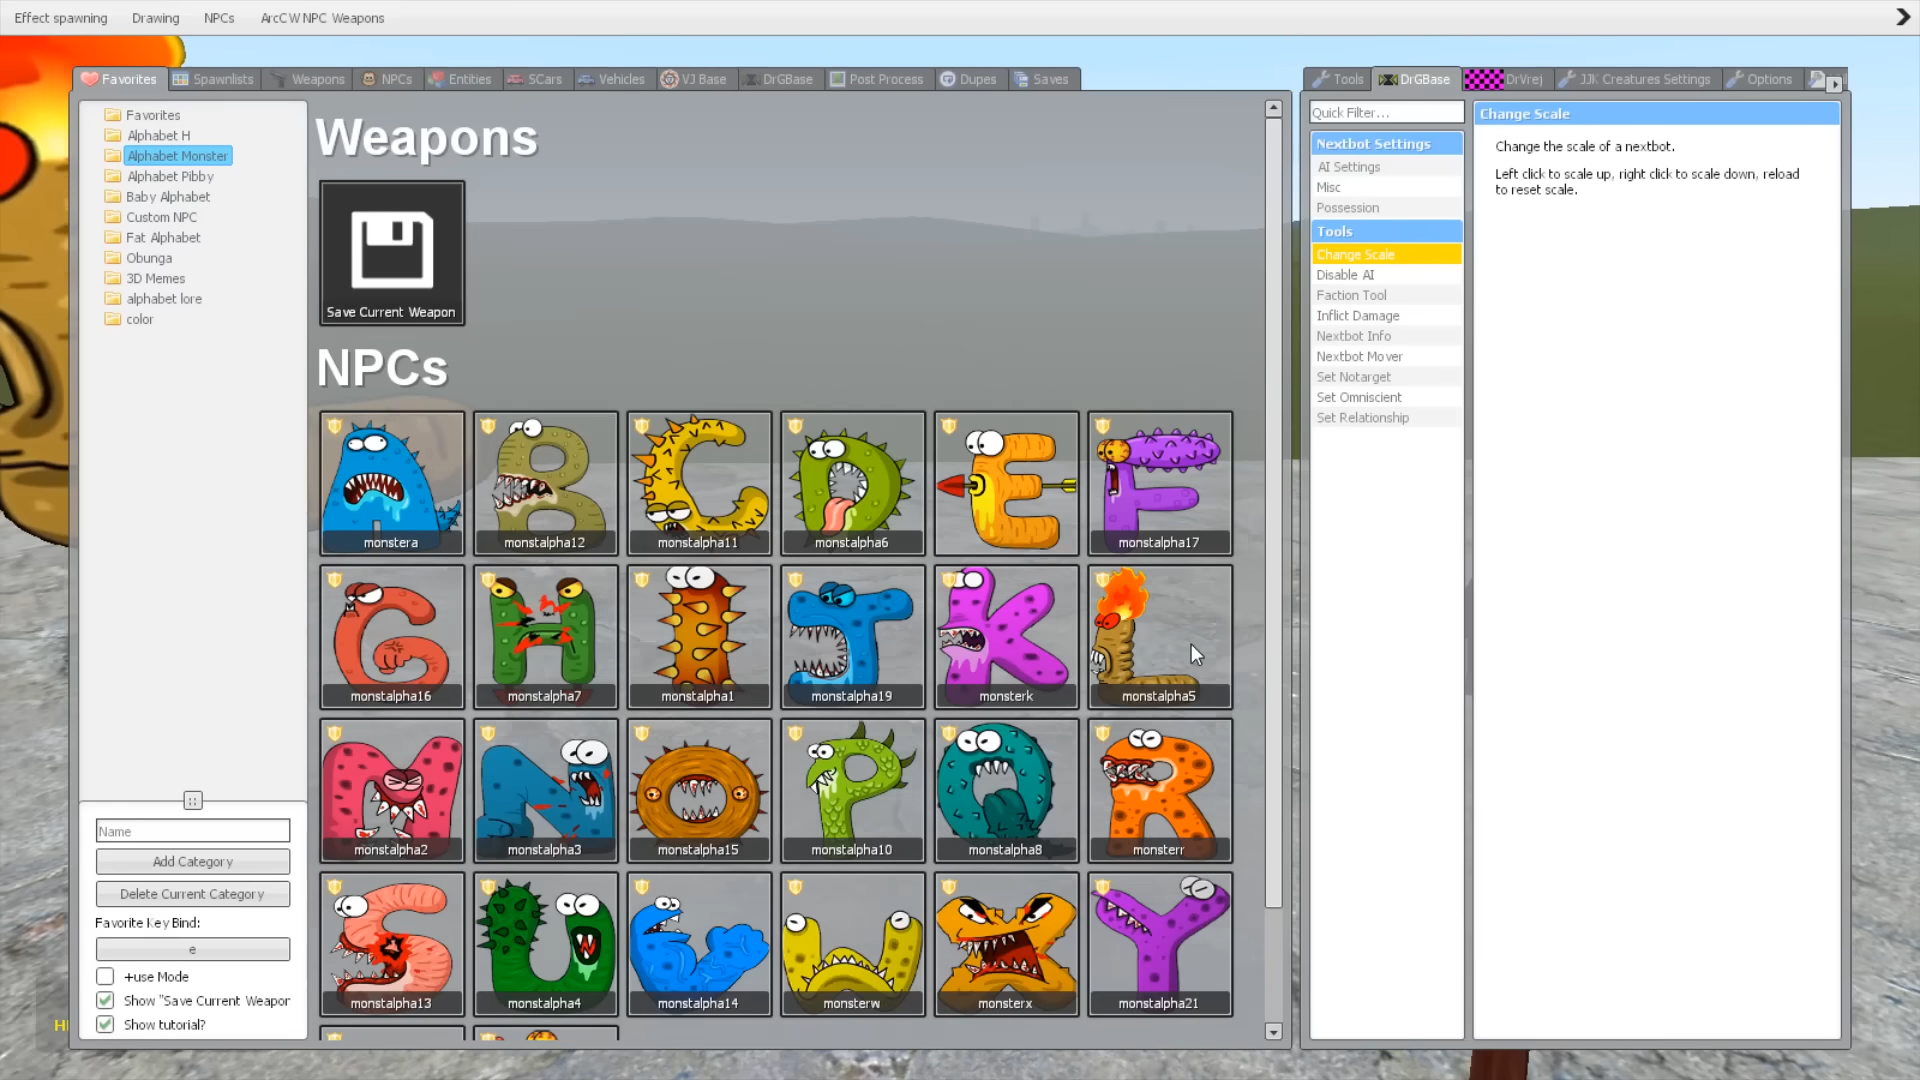 Effect spawning Drawing NPCs ArcCW NPC Weapons
Favorites Spawnlists Weapons NPCs Entities SCars Vehicles VJ Base DrGBase Post Process Dupes Saves
Favorites
Alphabet H
Alphabet Monster
Alphabet Pibby
Baby Alphabet
Custom NPC
Fat Alphabet
Obunga
3D Memes
alphabet lore
color
Name
Add Category
Delete Current Category
Favorite Key Bind:
e
+use Mode
Show "Save Current Weapon
Show tutorial?
Weapons
Save Current Weapon
NPCs
monstera monstalpha12 monstalpha11 monstalpha6 monstalpha17
monstalpha16 monstalpha7 monstalpha1 monstalpha19 monsterk monstalpha5
monstalpha2 monstalpha3 monstalpha15 monstalpha10 monstalpha8 monsterr
monstalpha13 monstalpha4 monstalpha14 monsterw monsterx monstalpha21
Tools DrGBase DrVrej JJK Creatures Settings Options
Quick Filter...
Nextbot Settings
AI Settings
Misc
Possession
Tools
Change Scale
Disable AI
Faction Tool
Inflict Damage
Nextbot Info
Nextbot Mover
Set Notarget
Set Omniscient
Set Relationship
Change Scale
Change the scale of a nextbot.
Left click to scale up, right click to scale down, reload
to reset scale.